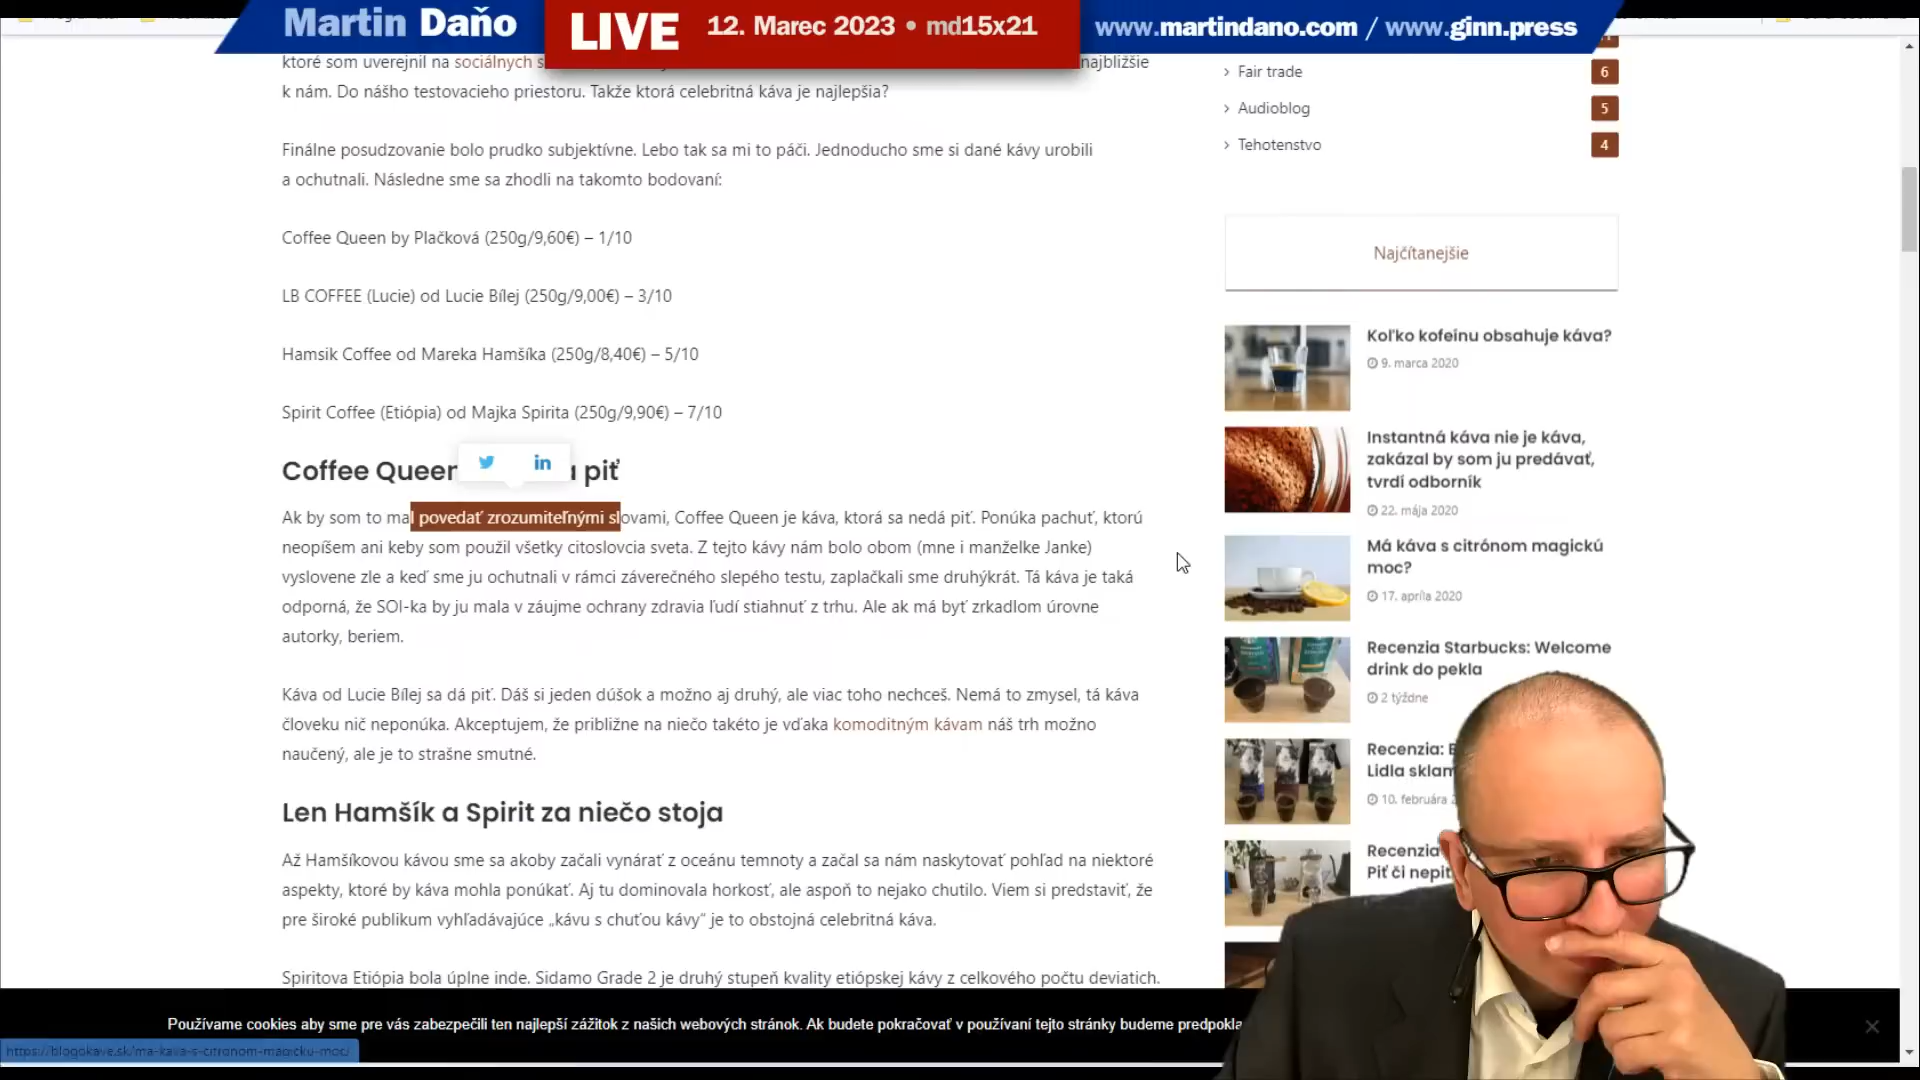 Martin Daňo
LIVE
12. Marec 2023 • md15x21
www.martindano.com / www.ginn.press
ktoré som uverejnil na sociálnych s
najbližšie
k nám. Do nášho testovacieho priestoru. Takže ktorá celebritná káva je najlepšia?
Finálne posudzovanie bolo prudko subjektívne. Lebo tak sa mi to páči. Jednoducho sme si dané kávy urobili
a ochutnali. Následne sme sa zhodli na takomto bodovaní:
Coffee Queen by Plačková (250g/9,60€) – 1/10
LB COFFEE (Lucie) od Lucie Bílej (250g/9,00€) – 3/10
Hamsik Coffee od Mareka Hamšíka (250g/8,40€) – 5/10
Spirit Coffee (Etiópia) od Majka Spirita (250g/9,90€) – 7/10
Coffee Queen piť
Ak by som to mal povedať zrozumiteľnými slovami, Coffee Queen je káva, ktorá sa nedá piť. Ponúka pachuť, ktorú
neopíšem ani keby som použil všetky citoslovcia sveta. Z tejto kávy nám bolo obom (mne i manželke Janke)
vyslovene zle a keď sme ju ochutnali v rámci záverečného slepého testu, zaplačkali sme druhýkrát. Tá káva je taká
odporná, že SOI-ka by ju mala v záujme ochrany zdravia ľudí stiahnuť z trhu. Ale ak má byť zrkadlom úrovne
autorky, beriem.
Káva od Lucie Bílej sa dá piť. Dáš si jeden dúšok a možno aj druhý, ale viac toho nechceš. Nemá to zmysel, tá káva
človeku nič neponúka. Akceptujem, že približne na niečo takéto je vďaka komoditným kávam náš trh možno
naučený, ale je to strašne smutné.
Len Hamšík a Spirit za niečo stoja
Až Hamšíkovou kávou sme sa akoby začali vynárať z oceánu temnoty a začal sa nám naskytovať pohľad na niektoré
aspekty, ktoré by káva mohla ponúkať. Aj tu dominovala horkosť, ale aspoň to nejako chutilo. Viem si predstaviť, že
pre široké publikum vyhľadávajúce „kávu s chuťou kávy“ je to obstojná celebritná káva.
Spiritova Etiópia bola úplne inde. Sidamo Grade 2 je druhý stupeň kvality etiópskej kávy z celkového počtu deviatich.
Fair trade 6
Audioblog 5
Tehotenstvo 4
Najčítanejšie
Koľko kofeínu obsahuje káva?
9. marca 2020
Instantná káva nie je káva,
zakázal by som ju predávať,
tvrdí odborník
22. mája 2020
Má káva s citrónom magickú
moc?
17. apríla 2020
Recenzia Starbucks: Welcome
drink do pekla
2 týždne
Recenzia:
Lidla sklam
10. februára
Recenzia
Piť či nepiť
Používame cookies aby sme pre vás zabezpečili ten najlepší zážitok z našich webových stránok. Ak budete pokračovať v používaní tejto stránky budeme predpokla
https://blogokave.sk/ma-kava-s-citronom-magicku-moc/